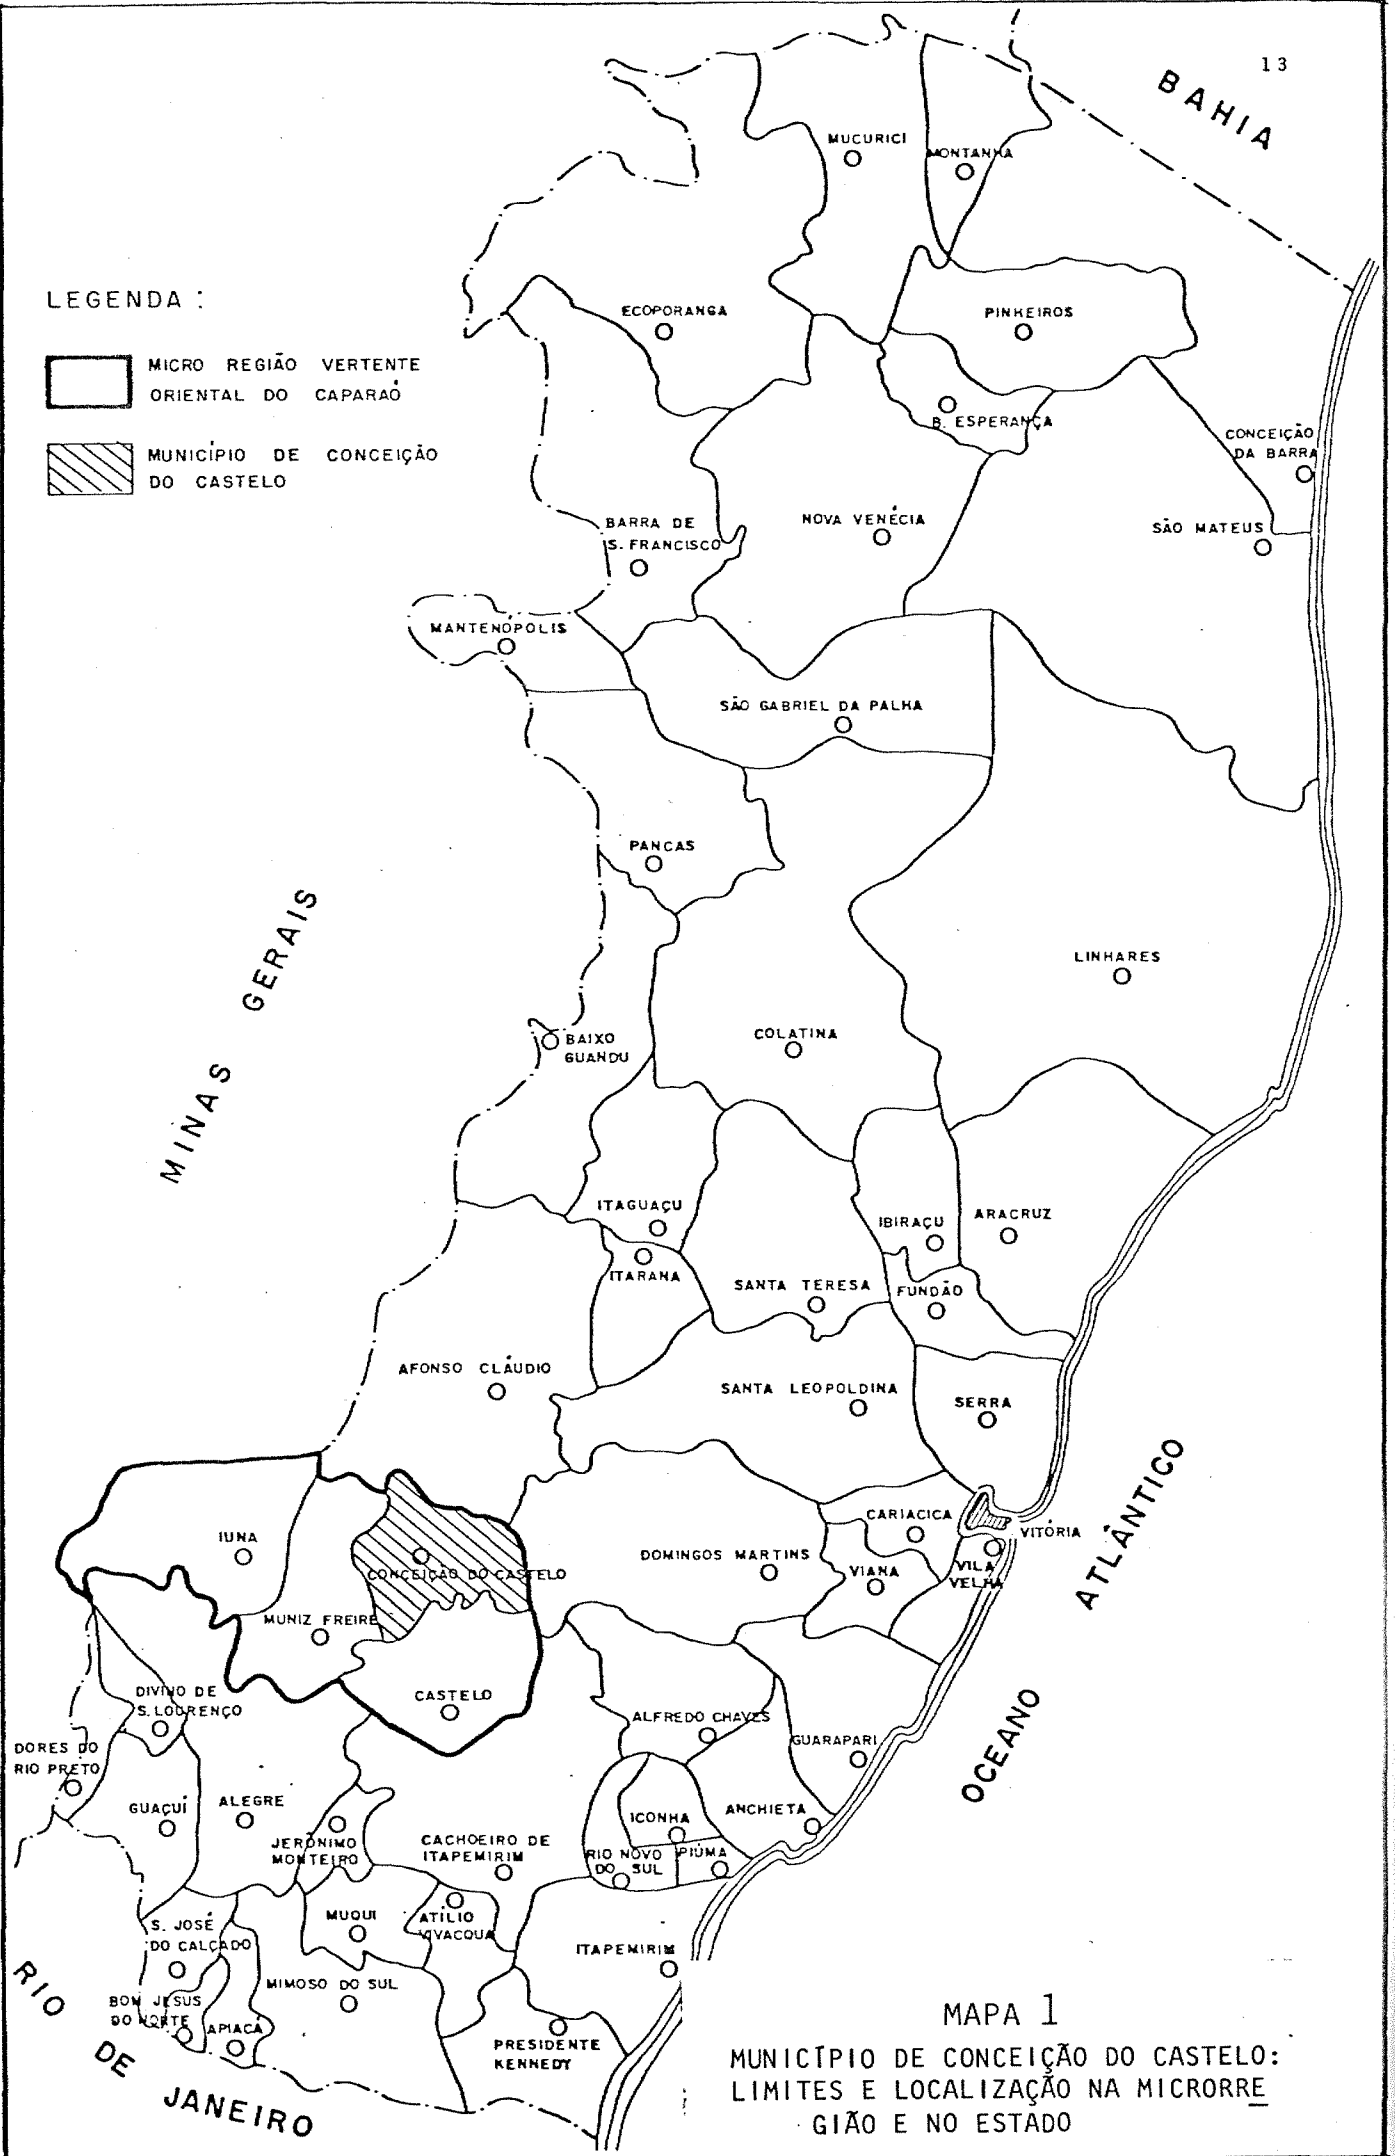 13
BAHIA
MUCURICI
MONTANHA
LEGENDA :
MICRO REGIÃO VERTENTE
ORIENTAL DO CAPARAÓ
MUNICÍPIO DE CONCEIÇÃO
DO CASTELO
ECOPORANGA
PINHEIROS
B. ESPERANÇA
CONCEIÇÃO
DA BARRA
BARRA DE
S. FRANCISCO
NOVA VENÉCIA
SÃO MATEUS
MANTENÓPOLIS
SÃO GABRIEL DA PALHA
PANCAS
MINAS GERAIS
LINHARES
COLATINA
BAIXO
GUANDU
ITAGUAÇU
IBIRAÇU
ARACRUZ
ITARANA
SANTA TERESA
FUNDÃO
AFONSO CLÁUDIO
SANTA LEOPOLDINA
SERRA
CARIACICA
VITÓRIA
IUNA
CONCEIÇÃO DO CASTELO
DOMINGOS MARTINS
VIANA
VILA
VELHA
OCEANO ATLÂNTICO
MUNIZ FREIRE
CASTELO
DIVINO DE
S. LOURENÇO
ALFREDO CHAVES
GUARAPARI
DORES DO
RIO PRETO
GUAÇUÍ
ALEGRE
JERÔNIMO
MONTEIRO
CACHOEIRO DE
ITAPEMIRIM
ICONHA
ANCHIETA
RIO NOVO
DO SUL
PIÚMA
S. JOSÉ
DO CALÇADO
MUQUI
ATÍLIO
VIVACQUA
ITAPEMIRIM
MIMOSO DO SUL
BOM JESUS
DO NORTE
APIACÁ
PRESIDENTE
KENNEDY
RIO DE JANEIRO
MAPA 1
MUNICÍPIO DE CONCEIÇÃO DO CASTELO:
LIMITES E LOCALIZAÇÃO NA MICRORRE
GIÃO E NO ESTADO